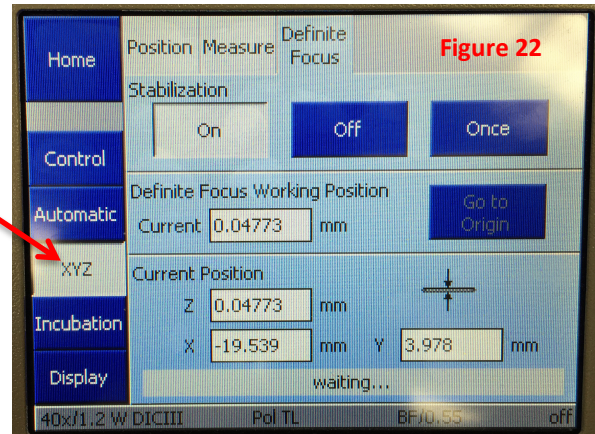 Home
Control
Automatic
XYZ
Incubation
Display
Position Measure Definite Focus
Figure 22
Stabilization
On Off Once
Definite Focus Working Position
Current 0.04773 mm
Go to Origin
Current Position
Z 0.04773 mm
X -19.539 mm Y 3.978 mm
waiting...
40x/1.2 W DICIII Pol TL BF/0.55 off